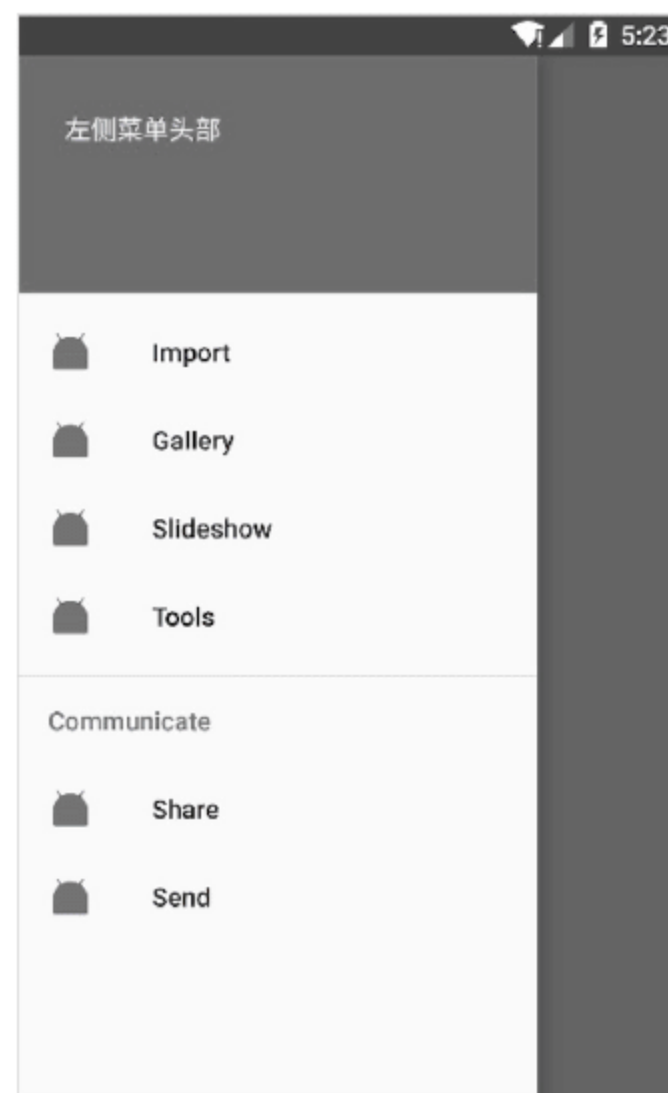 5:23
左侧菜单头部
Import
Gallery
Slideshow
Tools
Communicate
Share
Send